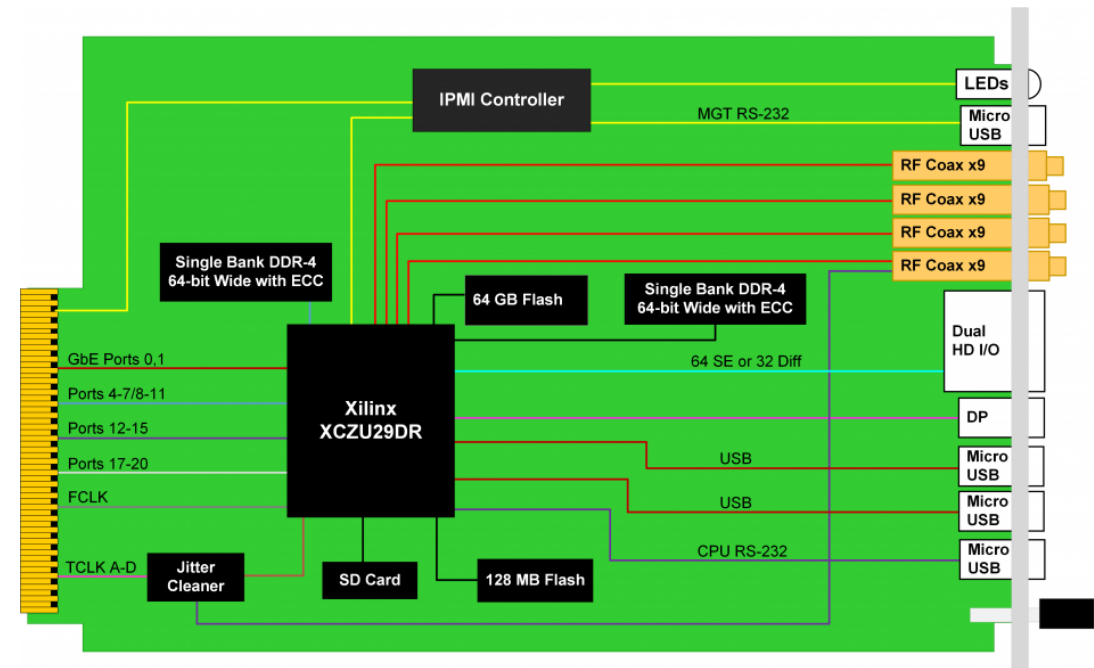 IPMI Controller
LEDs
MGT RS-232
Micro
USB
RF Coax x9
RF Coax x9
RF Coax x9
RF Coax x9
Single Bank DDR-4
64-bit Wide with ECC
64 GB Flash
Single Bank DDR-4
64-bit Wide with ECC
Dual
HD I/O
GbE Ports 0,1
64 SE or 32 Diff
Ports 4-7/8-11
Xilinx
XCZU29DR
DP
Ports 12-15
Ports 17-20
USB
Micro
USB
FCLK
USB
Micro
USB
TCLK A-D
Jitter
Cleaner
SD Card
128 MB Flash
CPU RS-232
Micro
USB